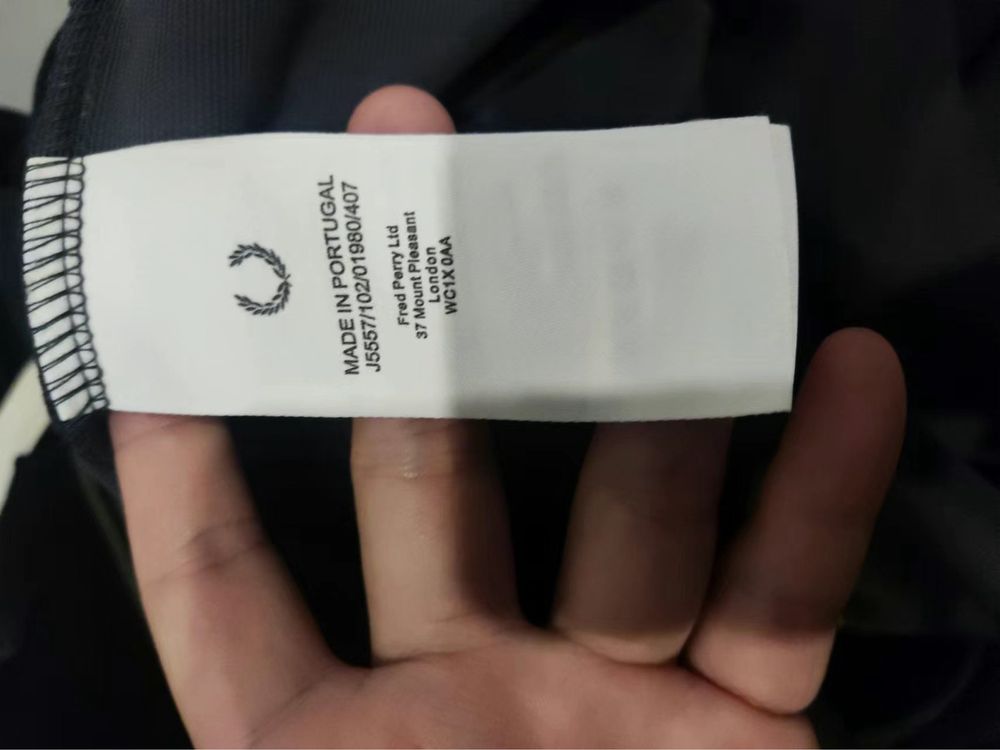 MADE IN PORTUGAL
J5557/102/01980/407
Fred Perry Ltd
37 Mount Pleasant
London
WC1X 0AA